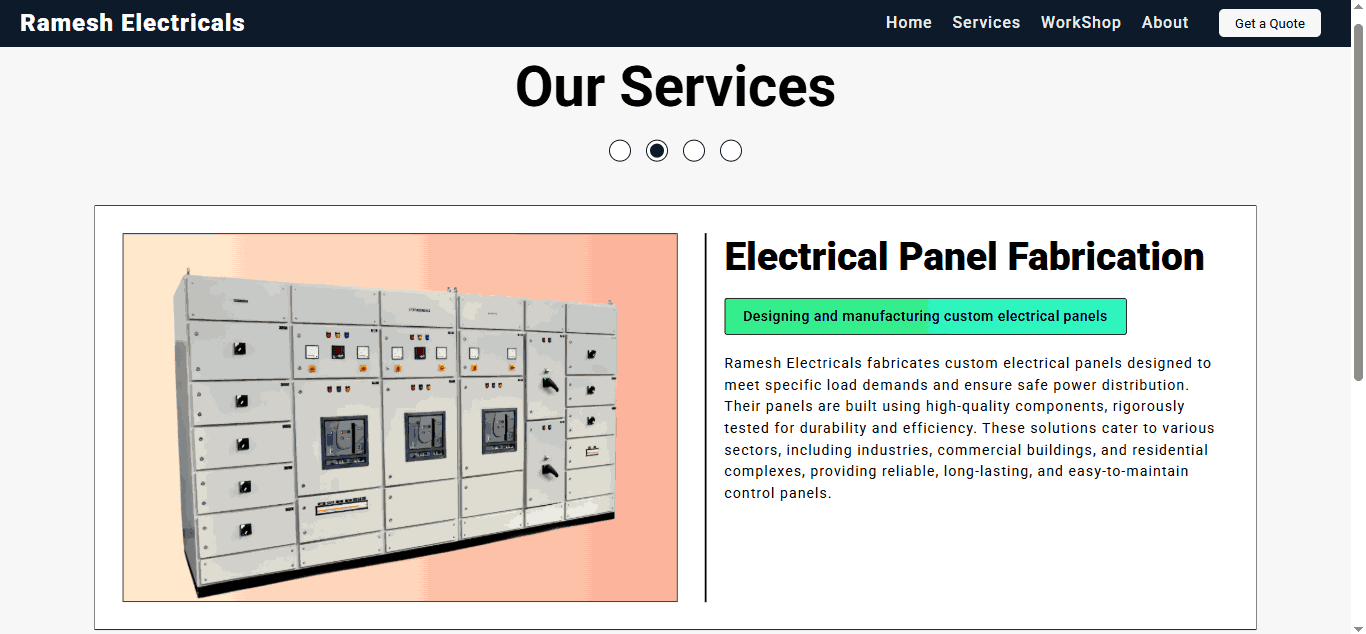 Ramesh Electricals
Home Services WorkShop About Get a Quote
Our Services
Electrical Panel Fabrication
Designing and manufacturing custom electrical panels
Ramesh Electricals fabricates custom electrical panels designed to
meet specific load demands and ensure safe power distribution.
Their panels are built using high-quality components, rigorously
tested for durability and efficiency. These solutions cater to various
sectors, including industries, commercial buildings, and residential
complexes, providing reliable, long-lasting, and easy-to-maintain
control panels.